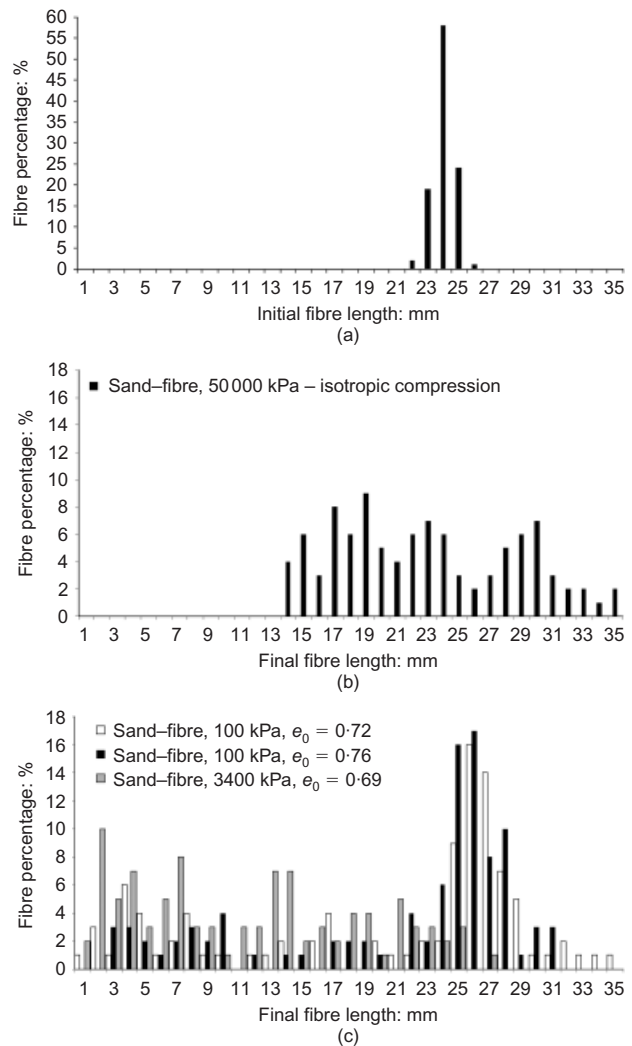 60
55
50
45
40
35
30
25
20
15
10
5
0
Fibre percentage: %
1 3 5 7 9 11 13 15 17 19 21 23 25 27 29 31 33 35
Initial fibre length: mm
(a)
18
16
14
12
10
8
6
4
2
0
Fibre percentage: %
Sand–fibre, 50 000 kPa – isotropic compression
1 3 5 7 9 11 13 15 17 19 21 23 25 27 29 31 33 35
Final fibre length: mm
(b)
18
16
14
12
10
8
6
4
2
0
Fibre percentage: %
Sand–fibre, 100 kPa, e₀ = 0·72
Sand–fibre, 100 kPa, e₀ = 0·76
Sand–fibre, 3400 kPa, e₀ = 0·69
1 3 5 7 9 11 13 15 17 19 21 23 25 27 29 31 33 35
Final fibre length: mm
(c)